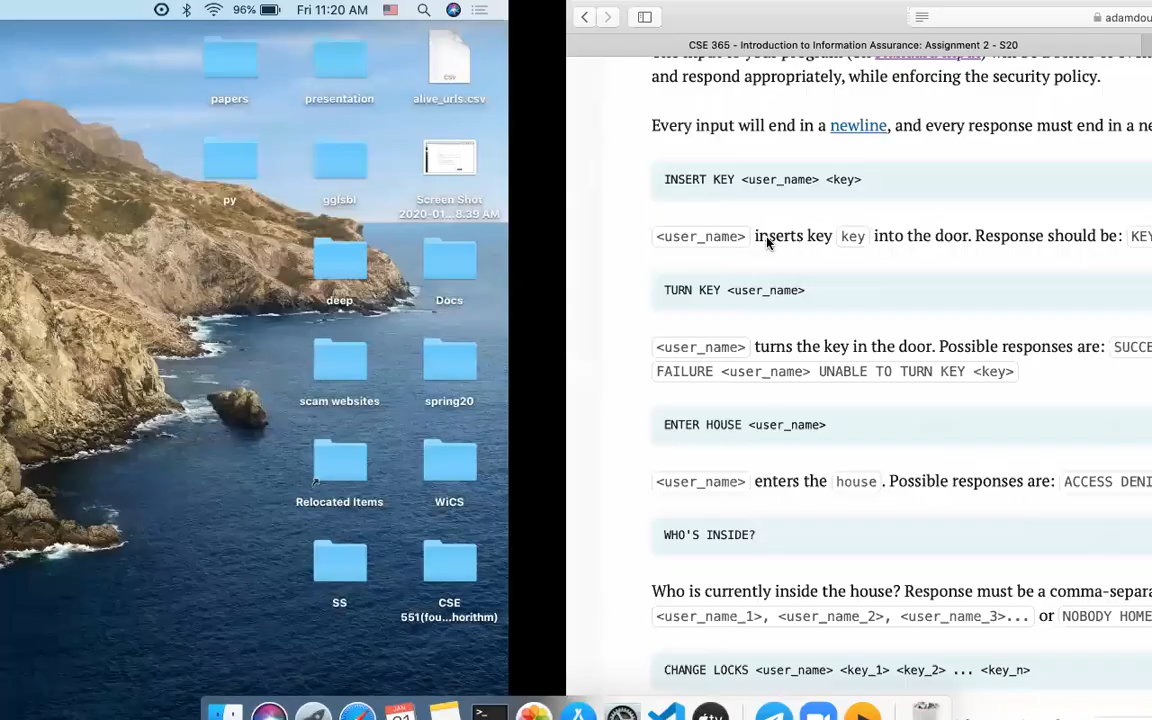 96% Fri 11:20 AM
papers
presentation
CSV
alive_urls.csv
py
gglsbl
Screen Shot
2020-01...8.39 AM
deep
Docs
scam websites
spring20
Relocated Items
WiCS
SS
CSE
551(fou...horithm)
JAN
>_
tv
adamdou
CSE 365 - Introduction to Information Assurance: Assignment 2 - S20
and respond appropriately, while enforcing the security policy.
Every input will end in a newline, and every response must end in a ne
INSERT KEY <user_name> <key>
<user_name> inserts key key into the door. Response should be: KEY
TURN KEY <user_name>
<user_name> turns the key in the door. Possible responses are: SUCCE
FAILURE <user_name> UNABLE TO TURN KEY <key>
ENTER HOUSE <user_name>
<user_name> enters the house. Possible responses are: ACCESS DENI
WHO'S INSIDE?
Who is currently inside the house? Response must be a comma-separa
<user_name_1>, <user_name_2>, <user_name_3>... or NOBODY HOME
CHANGE LOCKS <user_name> <key_1> <key_2> ... <key_n>